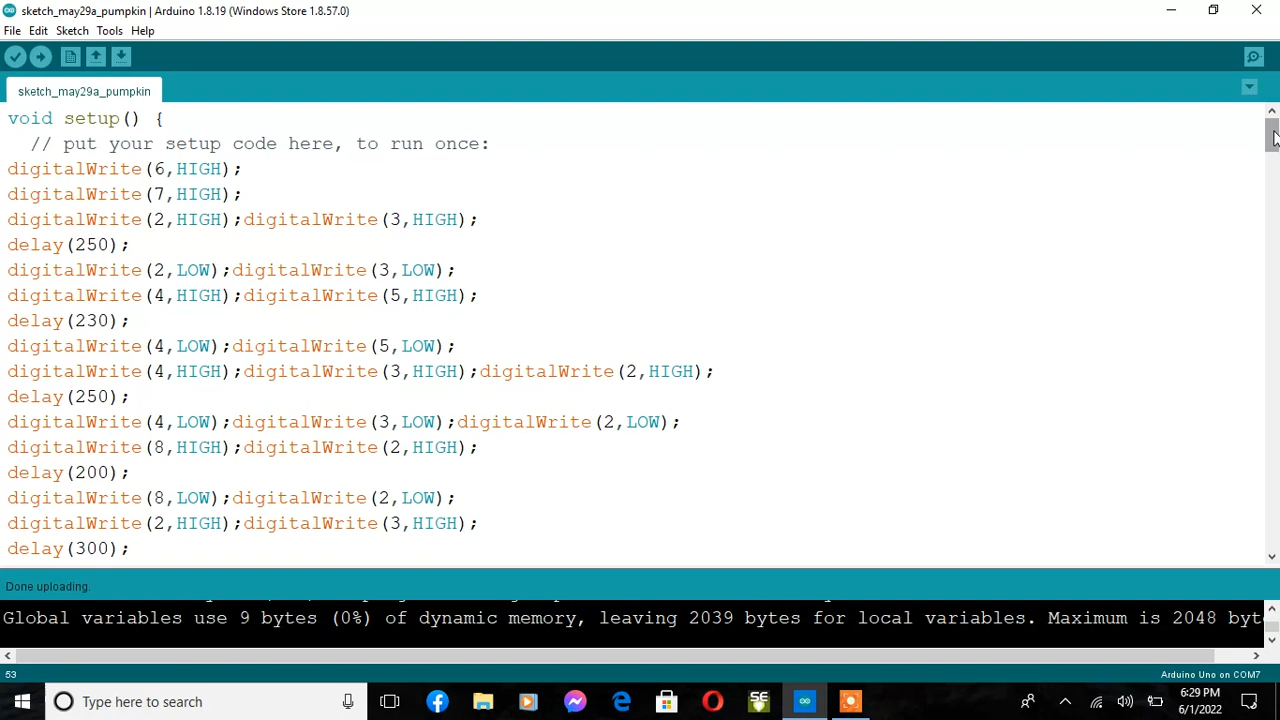 sketch_may29a_pumpkin | Arduino 1.8.19 (Windows Store 1.8.57.0)
File Edit Sketch Tools Help
sketch_may29a_pumpkin
void setup() {
// put your setup code here, to run once:
digitalWrite(6,HIGH);
digitalWrite(7,HIGH);
digitalWrite(2,HIGH);digitalWrite(3,HIGH);
delay(250);
digitalWrite(2,LOW);digitalWrite(3,LOW);
digitalWrite(4,HIGH);digitalWrite(5,HIGH);
delay(230);
digitalWrite(4,LOW);digitalWrite(5,LOW);
digitalWrite(4,HIGH);digitalWrite(3,HIGH);digitalWrite(2,HIGH);
delay(250);
digitalWrite(4,LOW);digitalWrite(3,LOW);digitalWrite(2,LOW);
digitalWrite(8,HIGH);digitalWrite(2,HIGH);
delay(200);
digitalWrite(8,LOW);digitalWrite(2,LOW);
digitalWrite(2,HIGH);digitalWrite(3,HIGH);
delay(300);
Done uploading.
Global variables use 9 bytes (0%) of dynamic memory, leaving 2039 bytes for local variables. Maximum is 2048 byt
53
Arduino Uno on COM7
Type here to search
SE
6:29 PM
6/1/2022